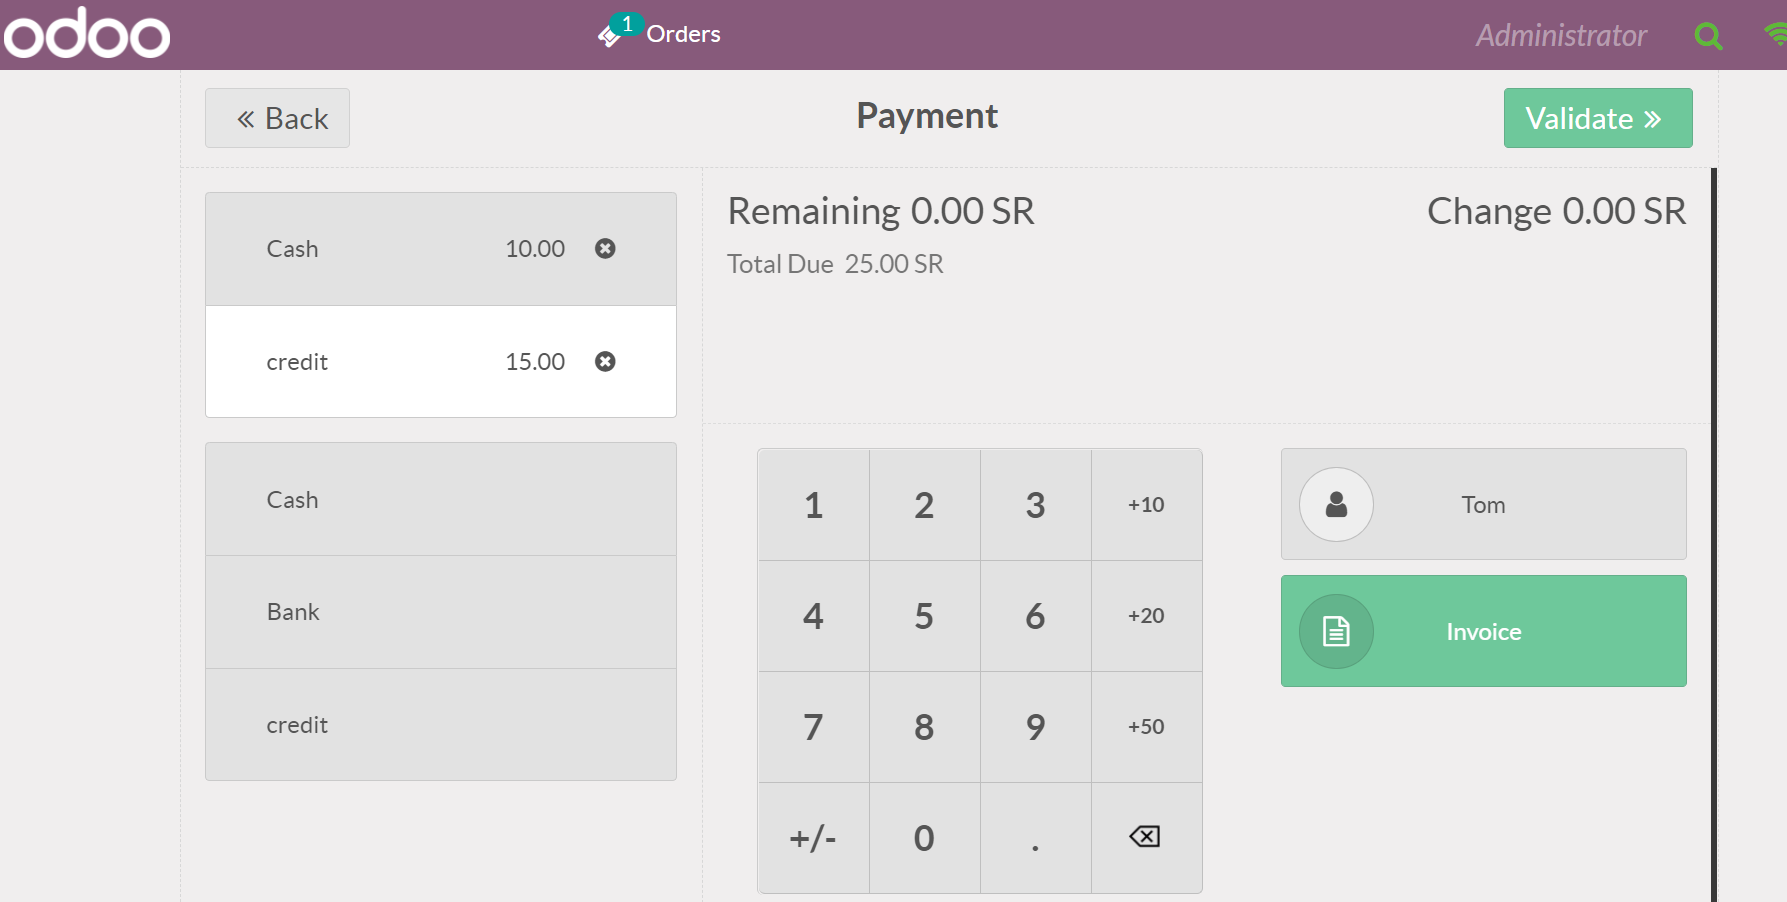 odoo
1 Orders
Administrator
« Back
Payment
Validate »
Cash 10.00
credit 15.00
Remaining 0.00 SR
Change 0.00 SR
Total Due 25.00 SR
Cash
Bank
credit
1 2 3 +10
4 5 6 +20
7 8 9 +50
+/- 0 .
Tom
Invoice